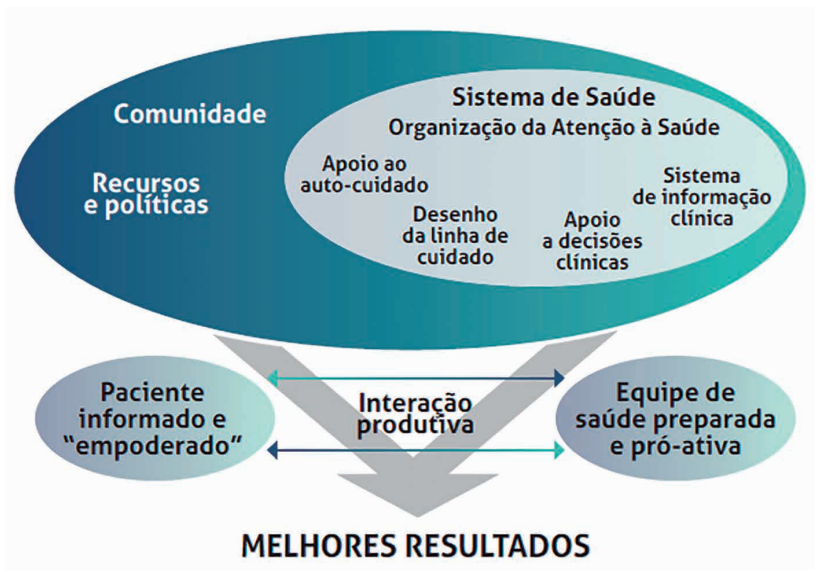 Comunidade
Recursos
e políticas
Sistema de Saúde
Organização da Atenção à Saúde
Apoio ao
auto-cuidado
Desenho
da linha de
cuidado
Apoio
a decisões
clínicas
Sistema
de informação
clínica
Paciente
informado e
“empoderado”
Interação
produtiva
Equipe de
saúde preparada
e pró-ativa
MELHORES RESULTADOS